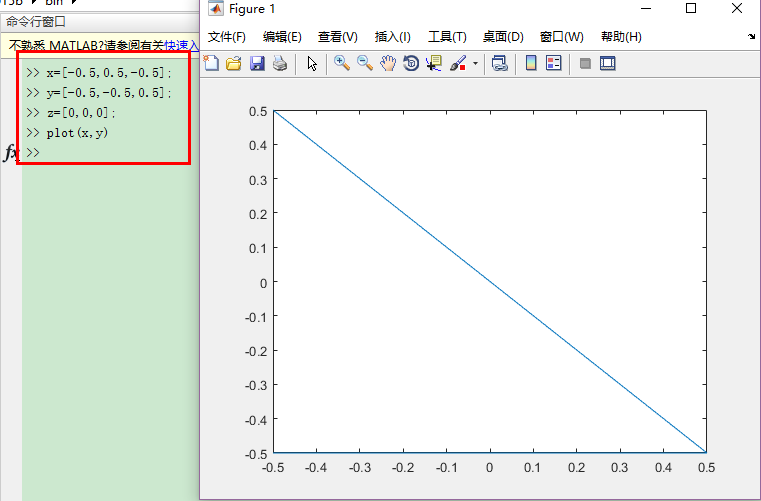 bin
命令行窗口
不熟悉 MATLAB?请参阅有关快速入
>> x=[-0.5,0.5,-0.5];
>> y=[-0.5,-0.5,0.5];
>> z=[0,0,0];
>> plot(x,y)
fx >>
Figure 1
文件(F) 编辑(E) 查看(V) 插入(I) 工具(T) 桌面(D) 窗口(W) 帮助(H)
0.5
0.4
0.3
0.2
0.1
0
-0.1
-0.2
-0.3
-0.4
-0.5
-0.5 -0.4 -0.3 -0.2 -0.1 0 0.1 0.2 0.3 0.4 0.5